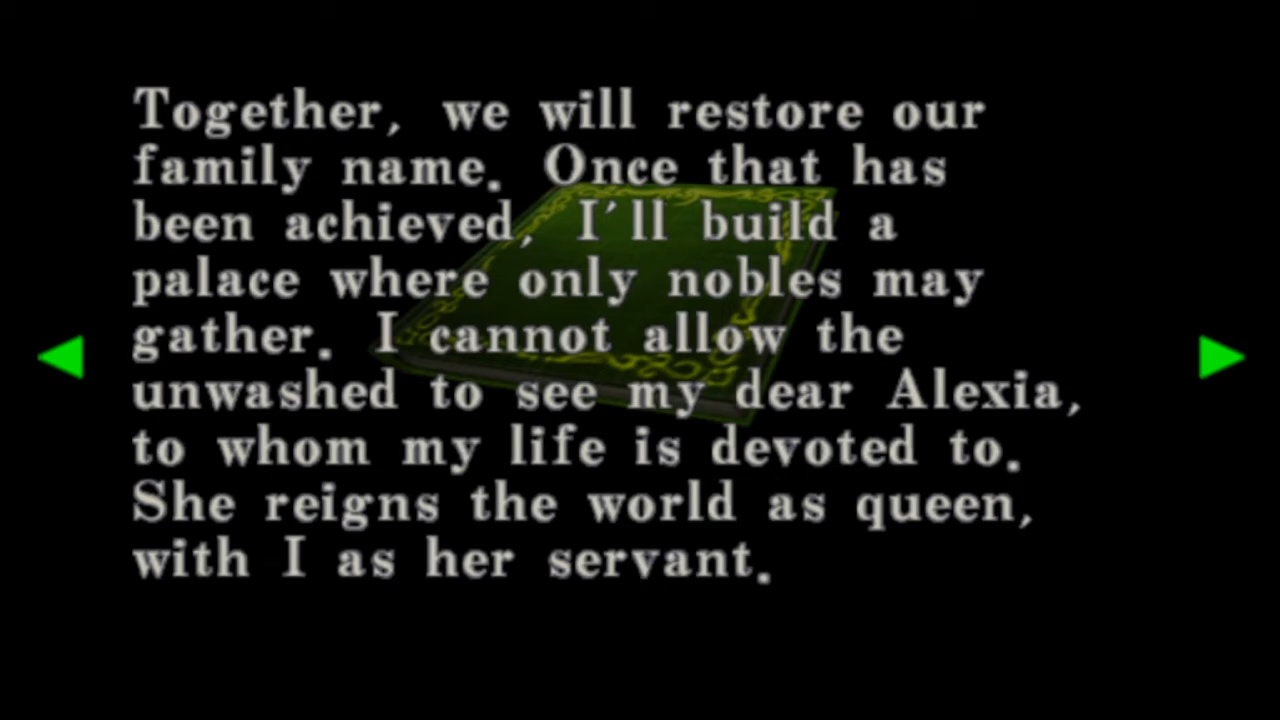 Together, we will restore our
family name. Once that has
been achieved, I'll build a
palace where only nobles may
gather. I cannot allow the
unwashed to see my dear Alexia,
to whom my life is devoted to.
She reigns the world as queen,
with I as her servant.